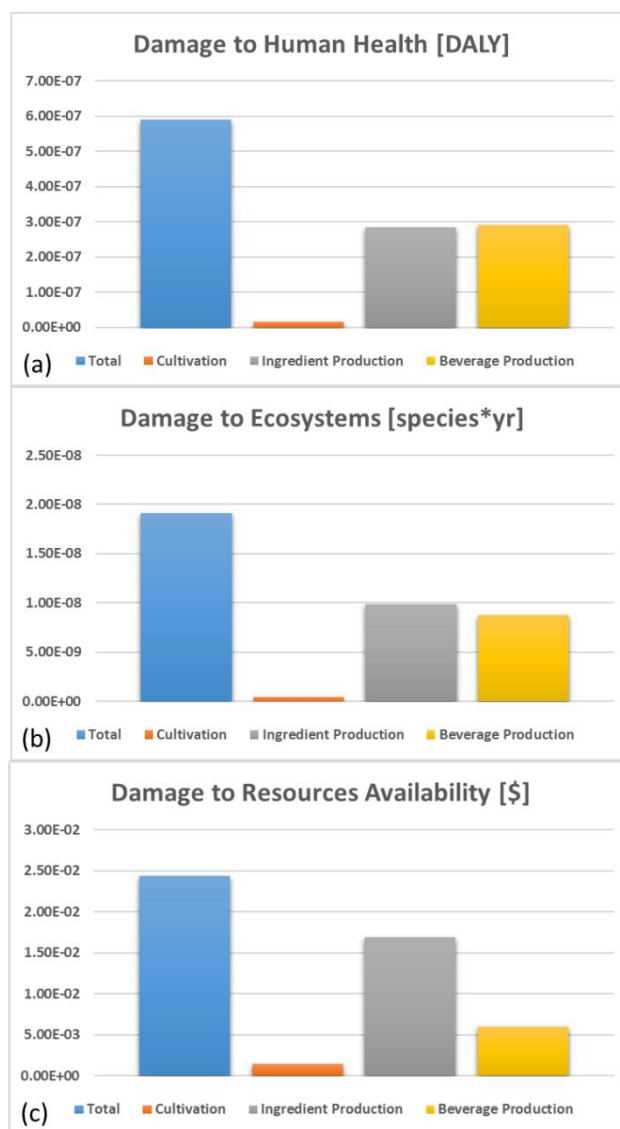 Damage to Human Health [DALY]
7.00E-07
6.00E-07
5.00E-07
4.00E-07
3.00E-07
2.00E-07
1.00E-07
0.00E+00
(a) Total Cultivation Ingredient Production Beverage Production
Damage to Ecosystems [species*yr]
2.50E-08
2.00E-08
1.50E-08
1.00E-08
5.00E-09
0.00E+00
(b) Total Cultivation Ingredient Production Beverage Production
Damage to Resources Availability [$]
3.00E-02
2.50E-02
2.00E-02
1.50E-02
1.00E-02
5.00E-03
0.00E+00
(c) Total Cultivation Ingredient Production Beverage Production